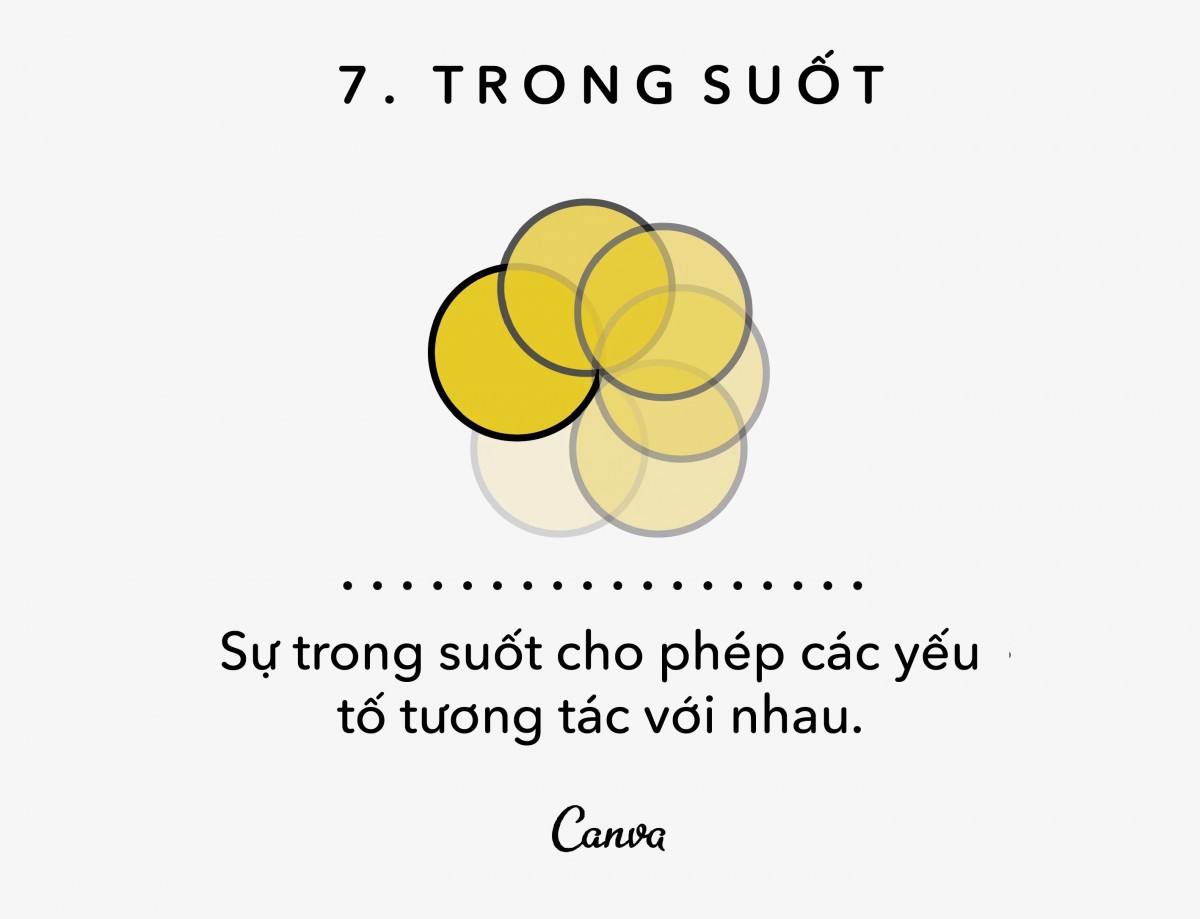 7. TRONG SUỐT
Sự trong suốt cho phép các yếu
tố tương tác với nhau.
Canva